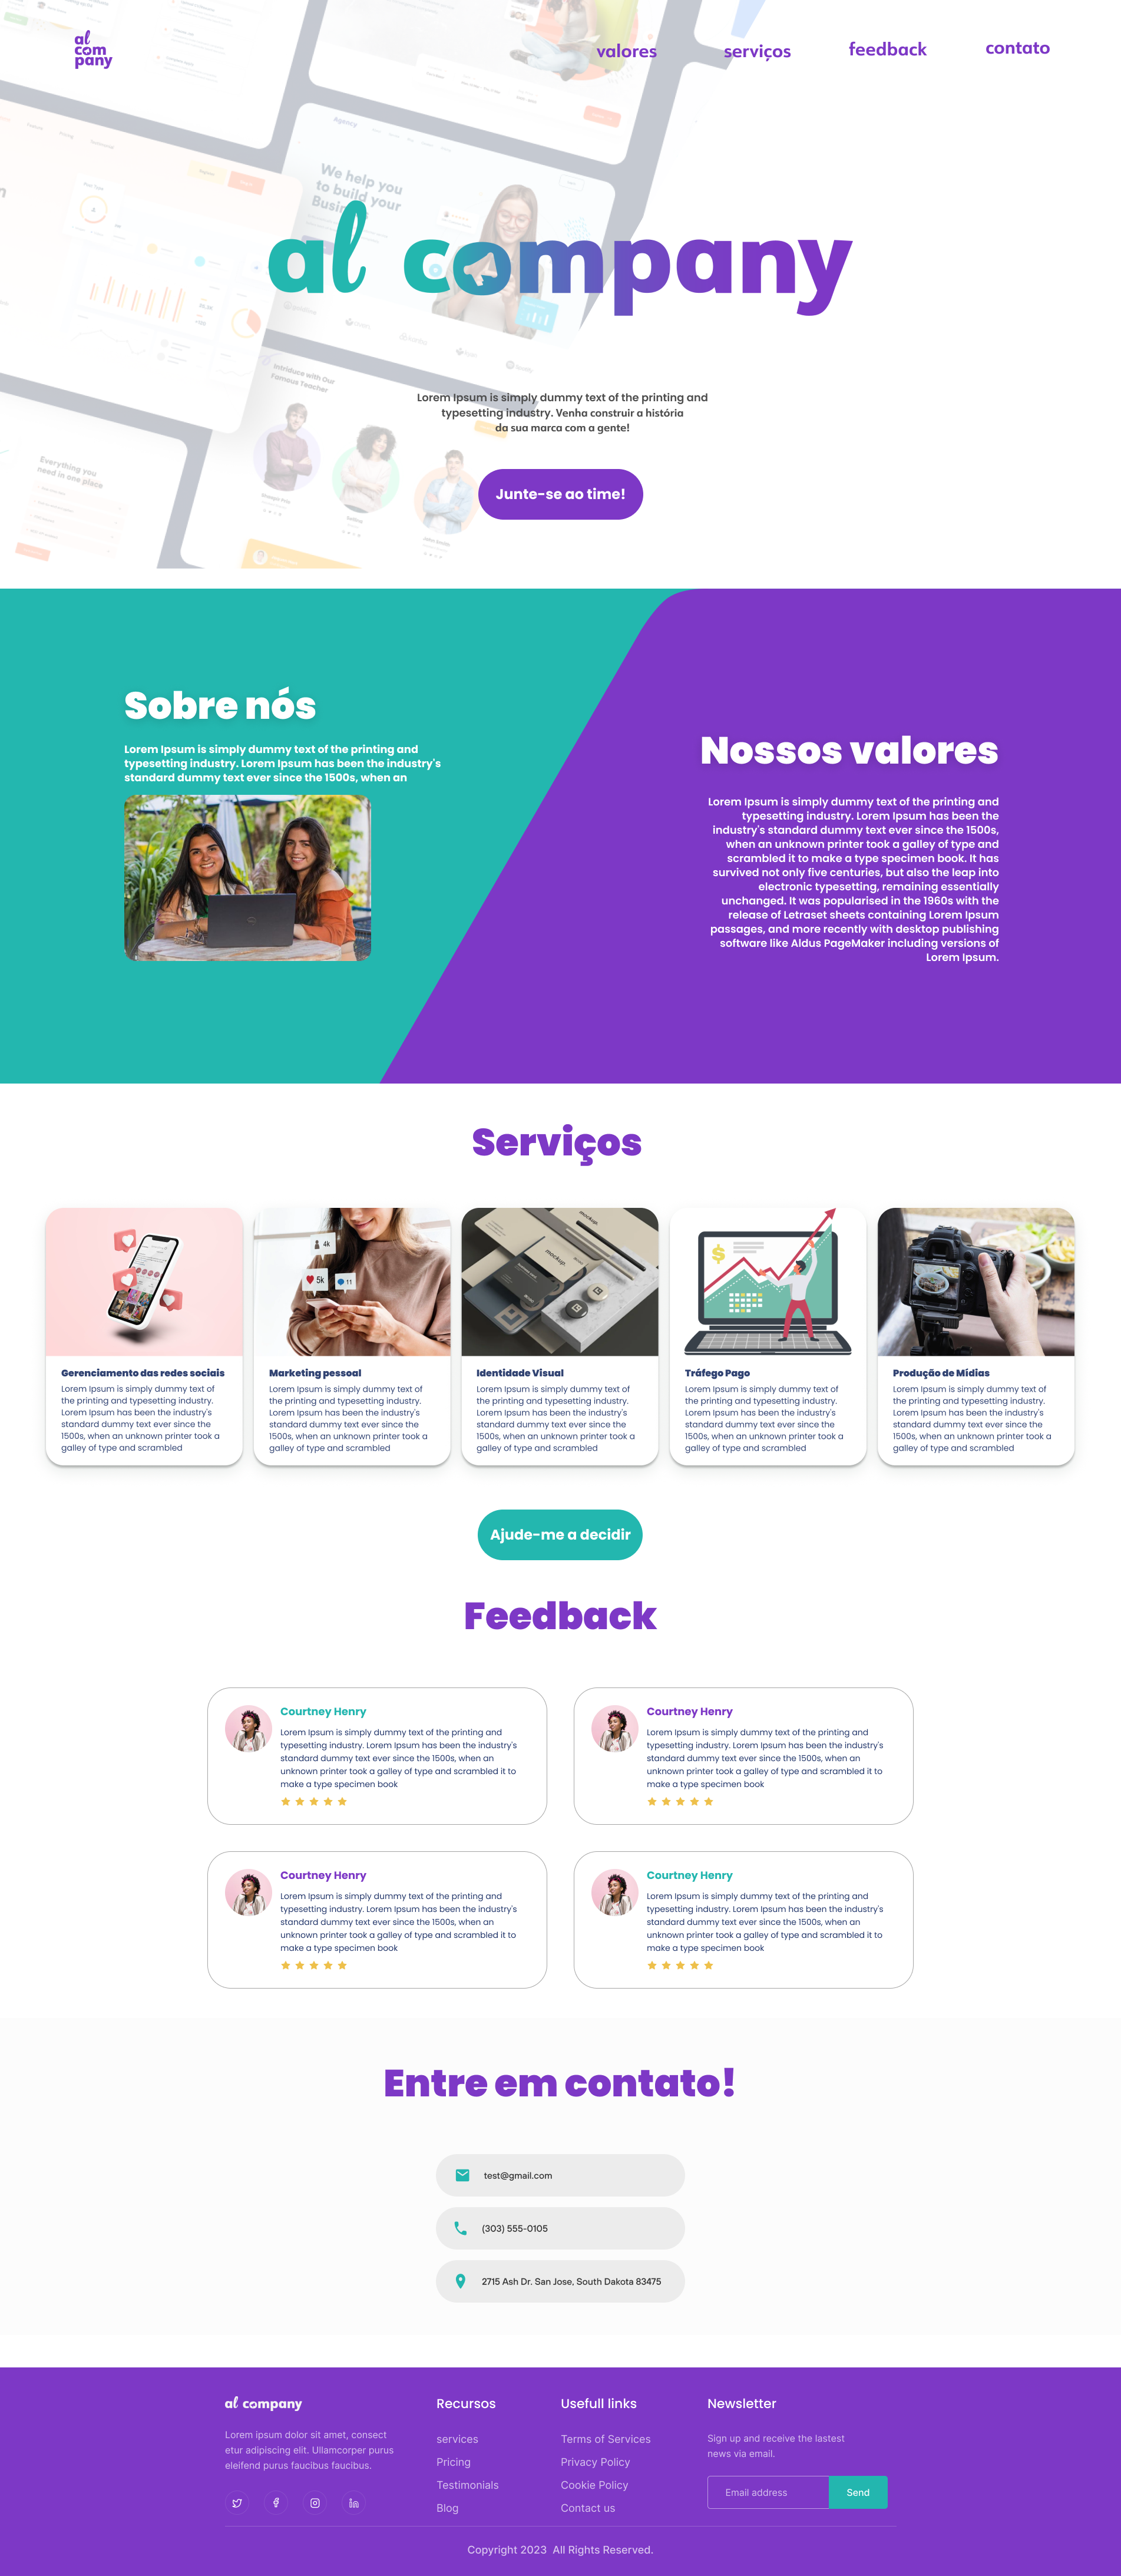 al
com
pany
valores
serviços
feedback
contato
Agency
We help you
to build your
al company
Introduce with Our
Famous Teacher
Everything you
need in one place
Lorem Ipsum is simply dummy text of the printing and
typesetting industry. Venha construir a história
da sua marca com a gente!
Junte-se ao time!
Sobre nós
Lorem Ipsum is simply dummy text of the printing and
typesetting industry. Lorem Ipsum has been the industry's
standard dummy text ever since the 1500s, when an
Nossos valores
Lorem Ipsum is simply dummy text of the printing and
typesetting industry. Lorem Ipsum has been the
industry's standard dummy text ever since the 1500s,
when an unknown printer took a galley of type and
scrambled it to make a type specimen book. It has
survived not only five centuries, but also the leap into
electronic typesetting, remaining essentially
unchanged. It was popularised in the 1960s with the
release of Letraset sheets containing Lorem Ipsum
passages, and more recently with desktop publishing
software like Aldus PageMaker including versions of
Lorem Ipsum.
Serviços
4k
5k
11
mockup.
mockup.
$
Gerenciamento das redes sociais
Lorem Ipsum is simply dummy text of
the printing and typesetting industry.
Lorem Ipsum has been the industry's
standard dummy text ever since the
1500s, when an unknown printer took a
galley of type and scrambled
Marketing pessoal
Lorem Ipsum is simply dummy text of
the printing and typesetting industry.
Lorem Ipsum has been the industry's
standard dummy text ever since the
1500s, when an unknown printer took a
galley of type and scrambled
Identidade Visual
Lorem Ipsum is simply dummy text of
the printing and typesetting industry.
Lorem Ipsum has been the industry's
standard dummy text ever since the
1500s, when an unknown printer took a
galley of type and scrambled
Tráfego Pago
Lorem Ipsum is simply dummy text of
the printing and typesetting industry.
Lorem Ipsum has been the industry's
standard dummy text ever since the
1500s, when an unknown printer took a
galley of type and scrambled
Produção de Mídias
Lorem Ipsum is simply dummy text of
the printing and typesetting industry.
Lorem Ipsum has been the industry's
standard dummy text ever since the
1500s, when an unknown printer took a
galley of type and scrambled
Ajude-me a decidir
Feedback
Courtney Henry
Lorem Ipsum is simply dummy text of the printing and
typesetting industry. Lorem Ipsum has been the industry's
standard dummy text ever since the 1500s, when an
unknown printer took a galley of type and scrambled it to
make a type specimen book
Courtney Henry
Lorem Ipsum is simply dummy text of the printing and
typesetting industry. Lorem Ipsum has been the industry's
standard dummy text ever since the 1500s, when an
unknown printer took a galley of type and scrambled it to
make a type specimen book
Courtney Henry
Lorem Ipsum is simply dummy text of the printing and
typesetting industry. Lorem Ipsum has been the industry's
standard dummy text ever since the 1500s, when an
unknown printer took a galley of type and scrambled it to
make a type specimen book
Courtney Henry
Lorem Ipsum is simply dummy text of the printing and
typesetting industry. Lorem Ipsum has been the industry's
standard dummy text ever since the 1500s, when an
unknown printer took a galley of type and scrambled it to
make a type specimen book
Entre em contato!
test@gmail.com
(303) 555-0105
2715 Ash Dr. San Jose, South Dakota 83475
al company
Lorem ipsum dolor sit amet, consect
etur adipiscing elit. Ullamcorper purus
eleifend purus faucibus faucibus.
Recursos
services
Pricing
Testimonials
Blog
Usefull links
Terms of Services
Privacy Policy
Cookie Policy
Contact us
Newsletter
Sign up and receive the lastest
news via email.
Email address
Send
Copyright 2023 All Rights Reserved.